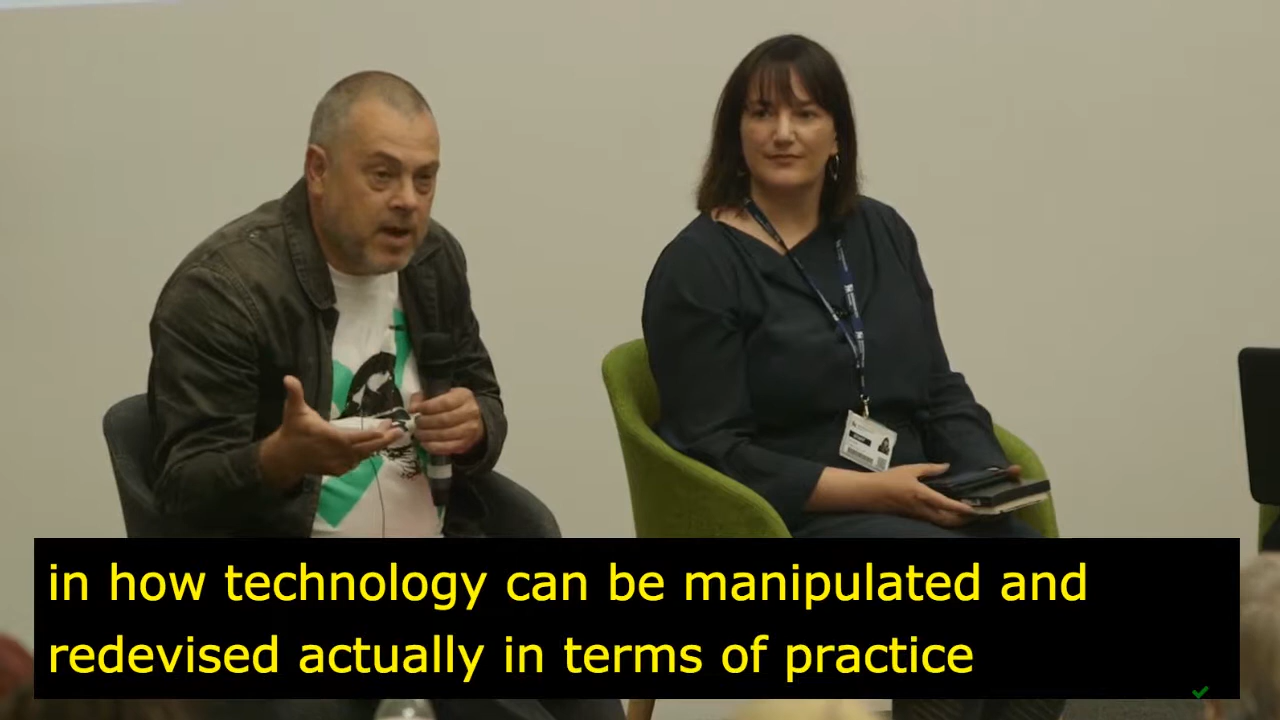 in how technology can be manipulated and
redevised actually in terms of practice